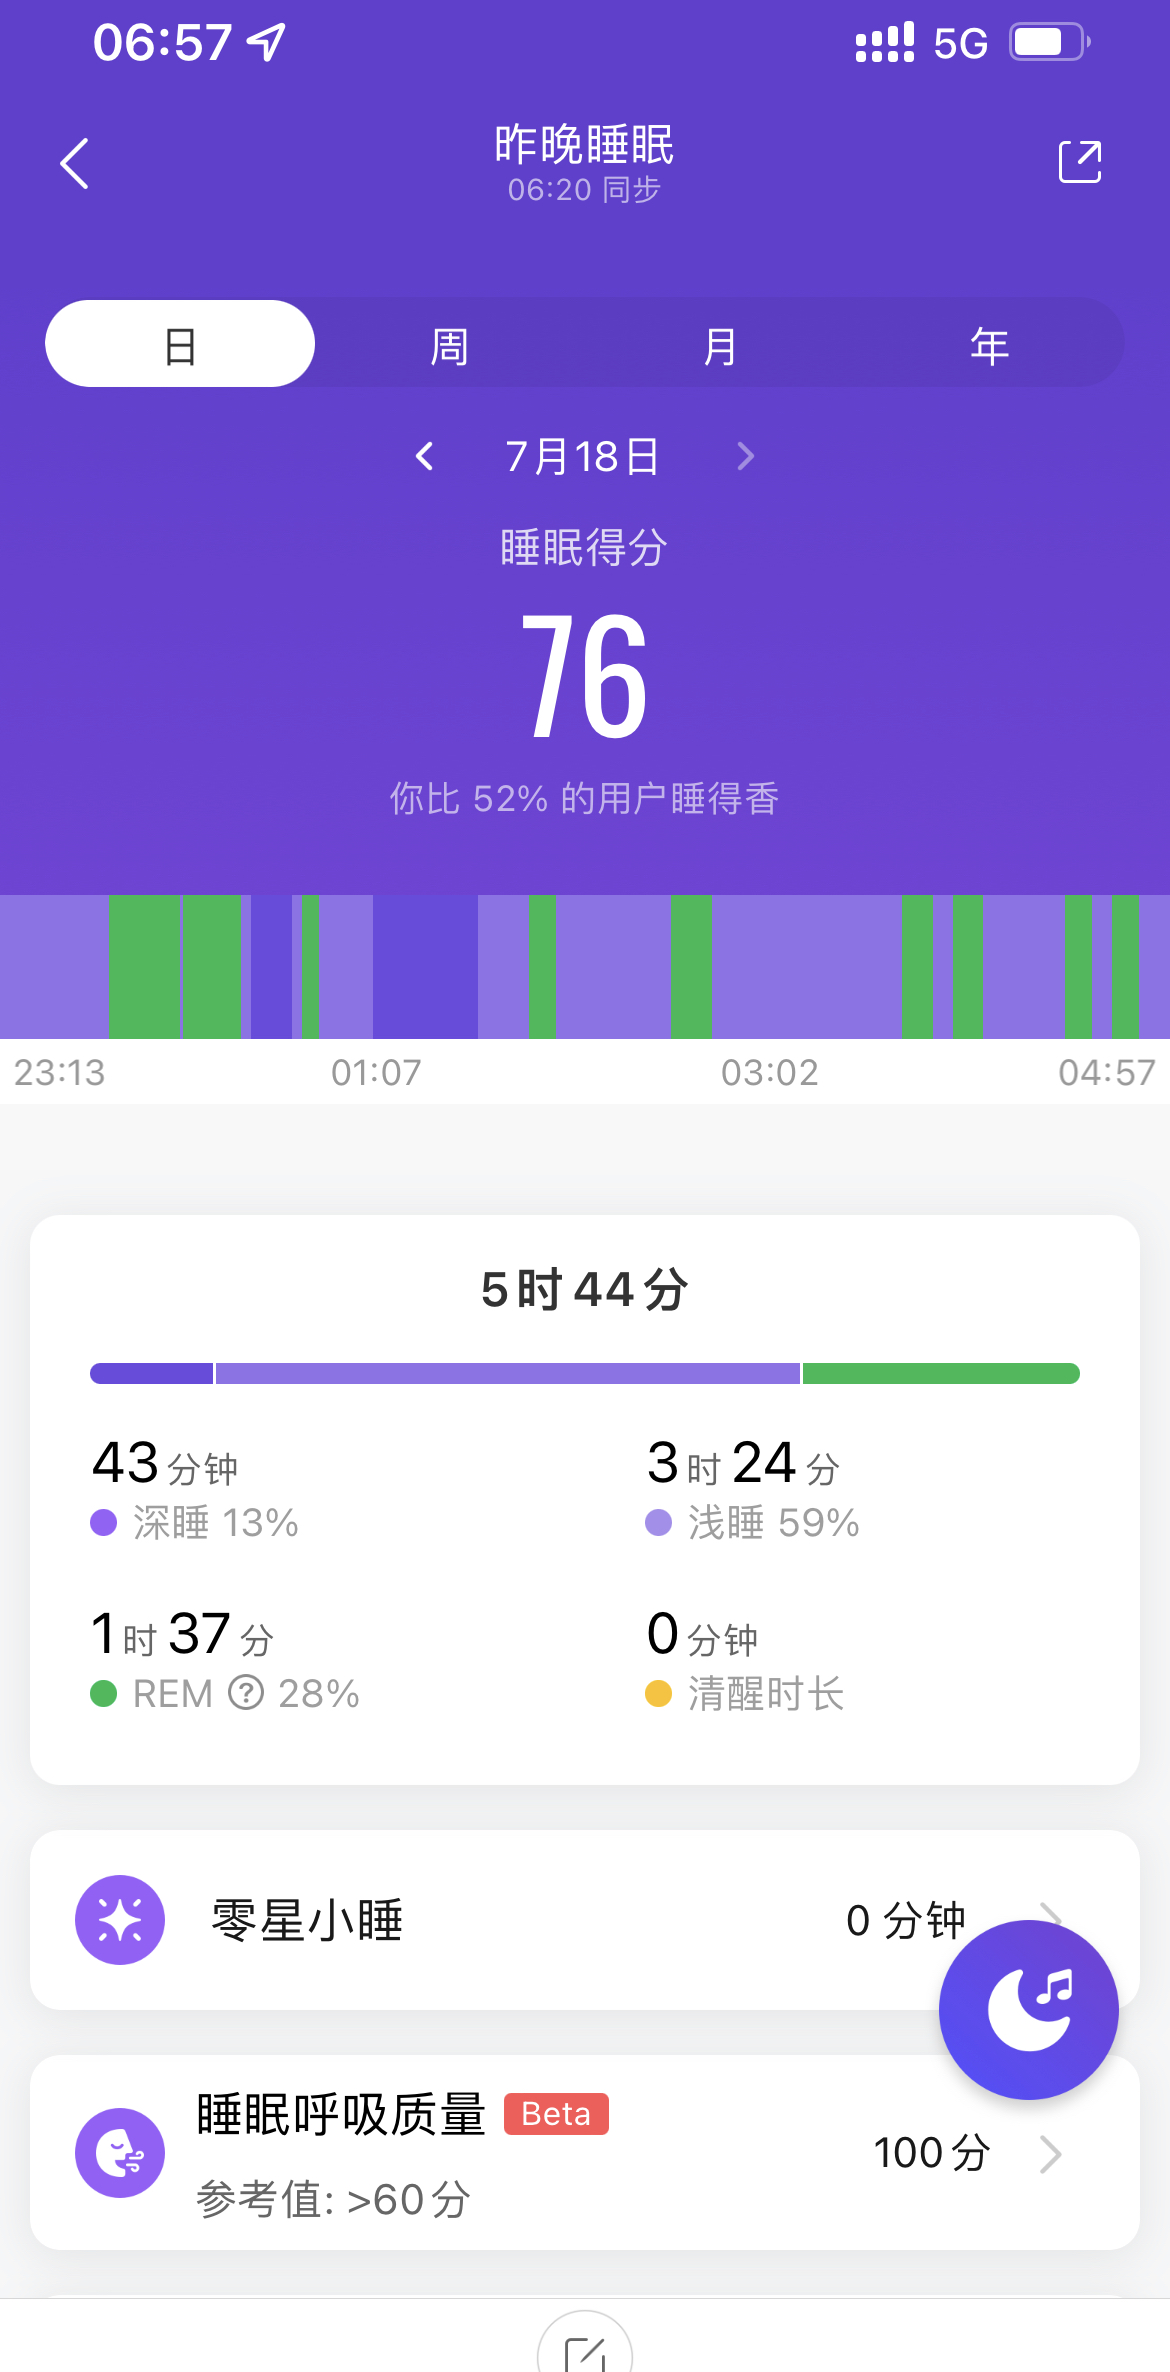 06:57 5G
昨晚睡眠
06:20 同步
日 周 月 年
7月18日
睡眠得分
76
你比 52% 的用户睡得香
23:13 01:07 03:02 04:57
5时44分
43分钟 3时24分
深睡 13% 浅睡 59%
1时37分 0分钟
REM ? 28% 清醒时长
零星小睡 0 分钟
睡眠呼吸质量 Beta
100分
参考值: >60分